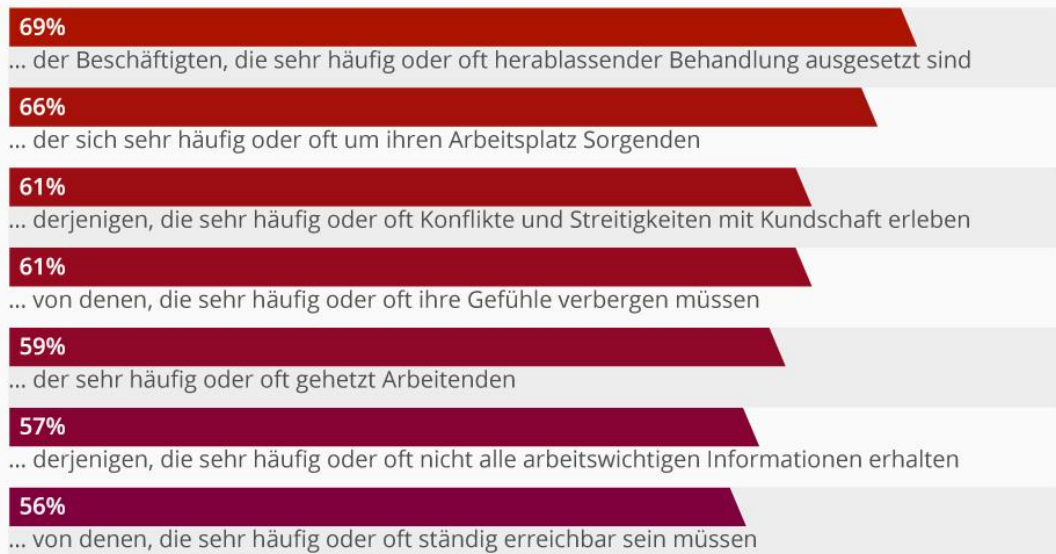 69%
... der Beschäftigten, die sehr häufig oder oft herablassender Behandlung ausgesetzt sind
66%
... der sich sehr häufig oder oft um ihren Arbeitsplatz Sorgenden
61%
... derjenigen, die sehr häufig oder oft Konflikte und Streitigkeiten mit Kundschaft erleben
61%
... von denen, die sehr häufig oder oft ihre Gefühle verbergen müssen
59%
... der sehr häufig oder oft gehetzt Arbeitenden
57%
... derjenigen, die sehr häufig oder oft nicht alle arbeitswichtigen Informationen erhalten
56%
... von denen, die sehr häufig oder oft ständig erreichbar sein müssen